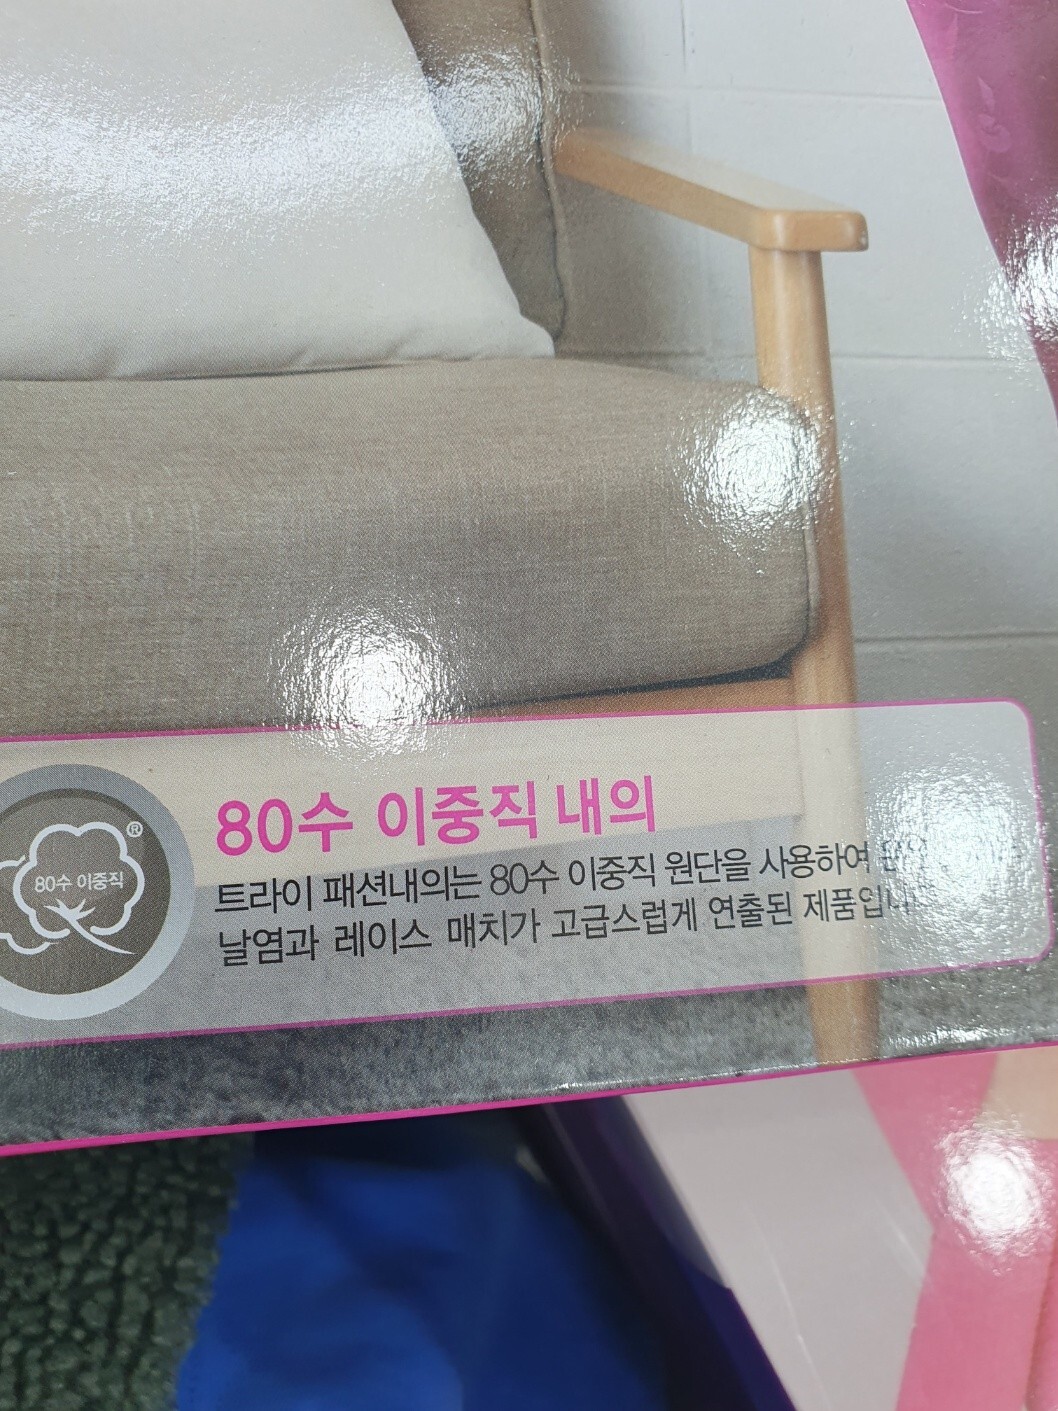 80수 이중직 내의
®
80수 이중직
트라이 패션내의는 80수 이중직 원단을 사용하여
날염과 레이스 매치가 고급스럽게 연출된 제품입니